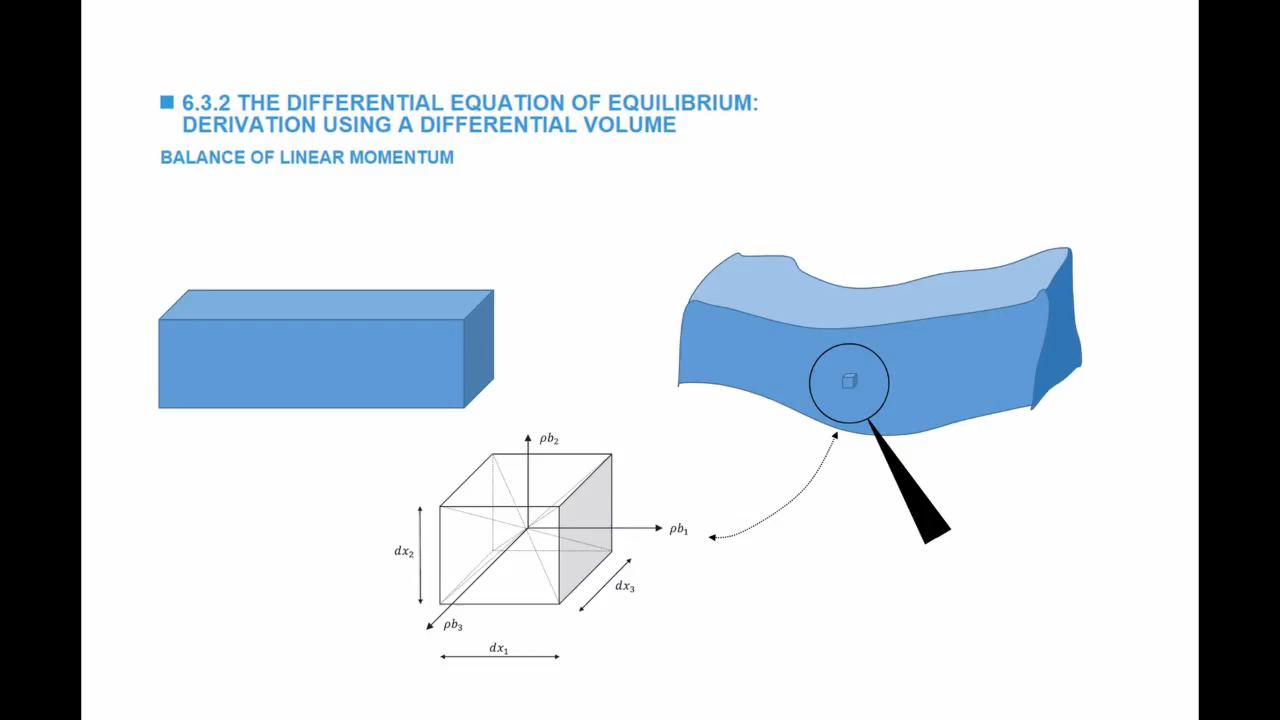 6.3.2 THE DIFFERENTIAL EQUATION OF EQUILIBRIUM:
DERIVATION USING A DIFFERENTIAL VOLUME
BALANCE OF LINEAR MOMENTUM
ρb₂
ρb₁
dx₂
dx₃
ρb₃
dx₁